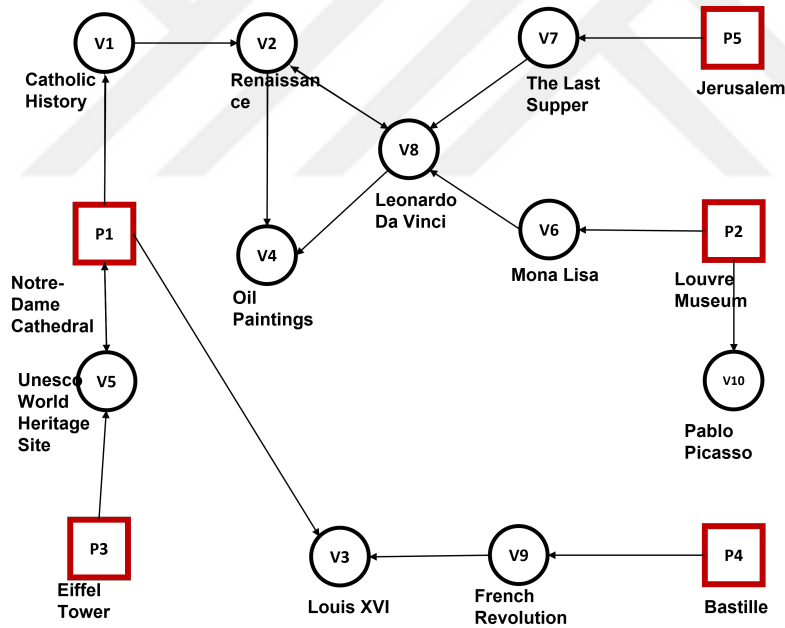 V1
Catholic
History
V2
Renaissan
ce
V7
The Last
Supper
P5
Jerusalem
V8
Leonardo
Da Vinci
P1
Notre-
Dame
Cathedral
V4
Oil
Paintings
V6
Mona Lisa
P2
Louvre
Museum
V5
Unesco
World
Heritage
Site
V10
Pablo
Picasso
P3
Eiffel
Tower
V3
Louis XVI
V9
French
Revolution
P4
Bastille